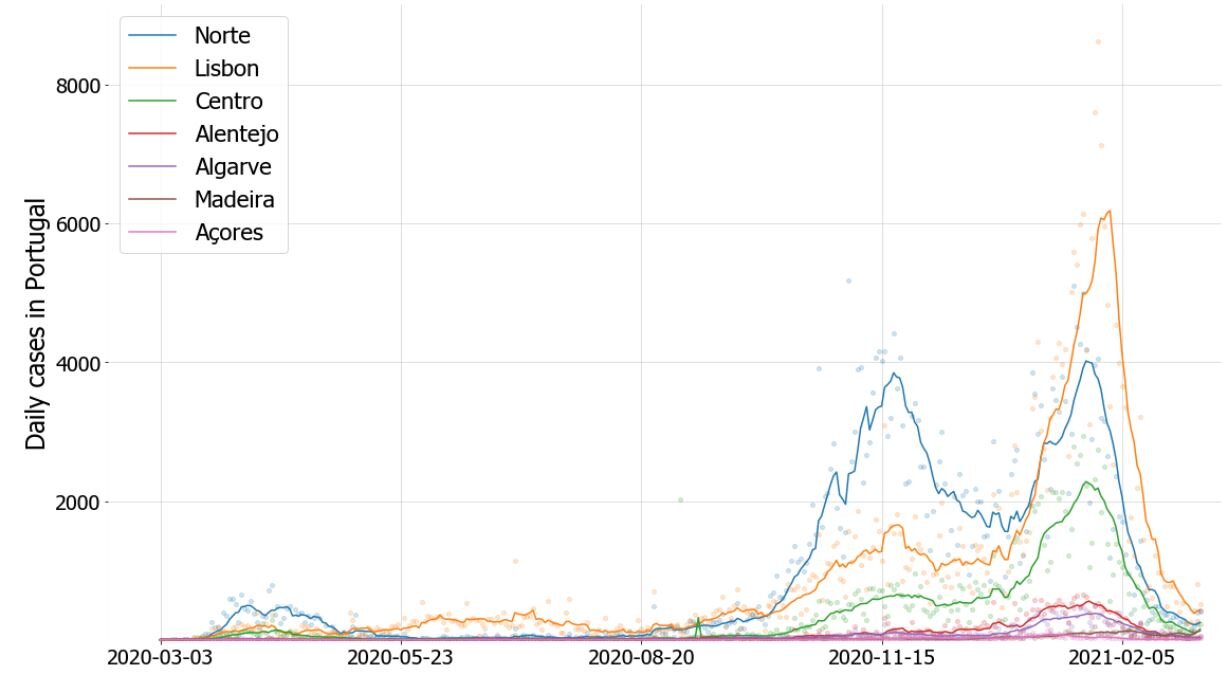 Norte
Lisbon
Centro
Alentejo
Algarve
Madeira
Açores
Daily cases in Portugal
8000
6000
4000
2000
2020-03-03
2020-05-23
2020-08-20
2020-11-15
2021-02-05